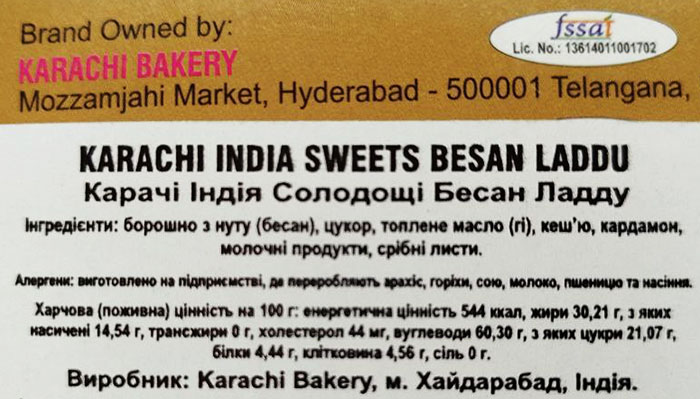 Brand Owned by:
fssai
Lic. No.: 13614011001702
KARACHI BAKERY
Mozzamjahi Market, Hyderabad - 500001 Telangana,
KARACHI INDIA SWEETS BESAN LADDU
Карачі Індія Солодощі Бесан Ладду
Інгредієнти: борошно з нуту (бесан), цукор, топлене масло (гі), кеш'ю, кардамон,
молочні продукти, срібні листи.
Алергени: виготовлено на підприємстві, де переробляють арахіс, горіхи, сою, молоко, пшеницю та насіння.
Харчова (поживна) цінність на 100 г: енергетична цінність 544 ккал, жири 30,21 г, з яких
насичені 14,54 г, трансжири 0 г, холестерол 44 мг, вуглеводи 60,30 г, з яких цукри 21,07 г,
білки 4,44 г, клітковина 4,56 г, сіль 0 г.
Виробник: Karachi Bakery, м. Хайдарабад, Індія.